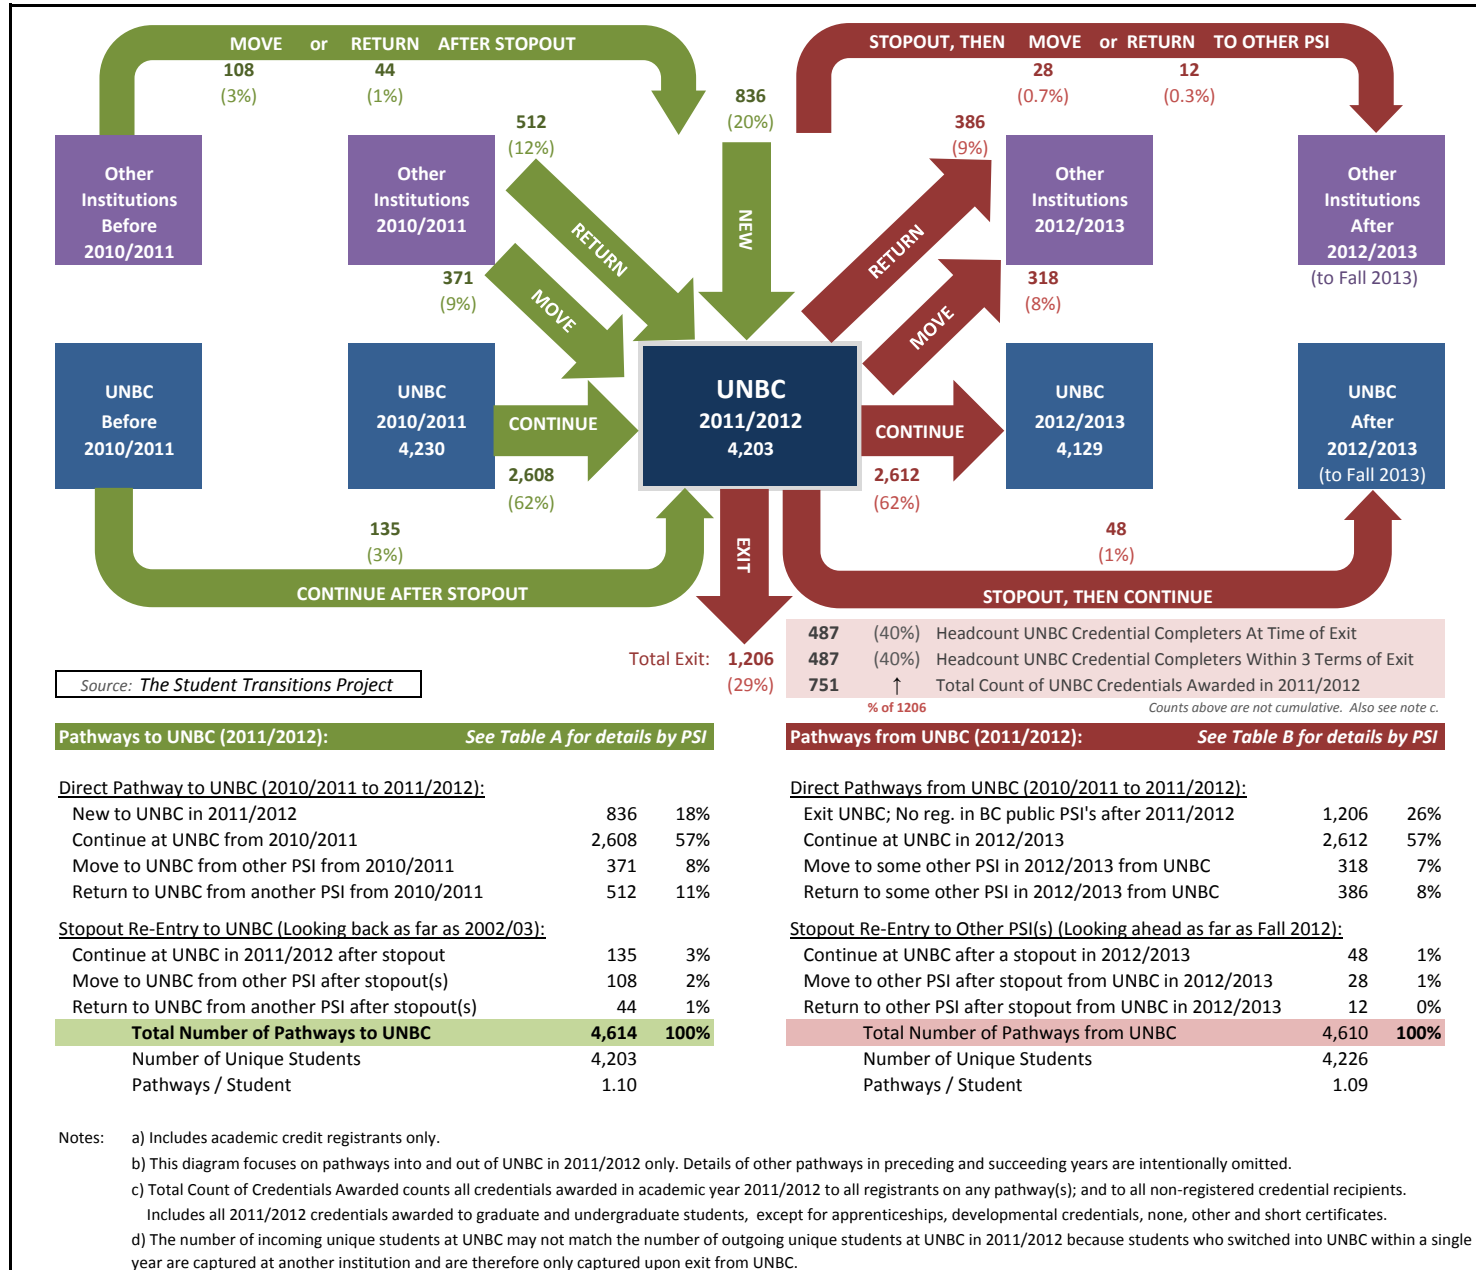 MOVE or RETURN AFTER STOPOUT
108 44
(3%) (1%)
STOPOUT, THEN MOVE or RETURN TO OTHER PSI
28 12
(0.7%) (0.3%)
836
(20%)
512
(12%)
386
(9%)
Other
Institutions
Before
2010/2011
Other
Institutions
2010/2011
RETURN
NEW
RETURN
Other
Institutions
2012/2013
Other
Institutions
After
2012/2013
(to Fall 2013)
371
(9%)
MOVE
MOVE
318
(8%)
UNBC
Before
2010/2011
UNBC
2010/2011
4,230
CONTINUE
2,608
(62%)
UNBC
2011/2012
4,203
CONTINUE
2,612
(62%)
UNBC
2012/2013
4,129
UNBC
After
2012/2013
(to Fall 2013)
135
(3%)
CONTINUE AFTER STOPOUT
EXIT
48
(1%)
STOPOUT, THEN CONTINUE
Total Exit: 1,206
(29%)
487 (40%) Headcount UNBC Credential Completers At Time of Exit
487 (40%) Headcount UNBC Credential Completers Within 3 Terms of Exit
751 ↑ Total Count of UNBC Credentials Awarded in 2011/2012
% of 1206 Counts above are not cumulative. Also see note c.
Source: The Student Transitions Project
Pathways to UNBC (2011/2012): See Table A for details by PSI
Direct Pathway to UNBC (2010/2011 to 2011/2012):
New to UNBC in 2011/2012 836 18%
Continue at UNBC from 2010/2011 2,608 57%
Move to UNBC from other PSI from 2010/2011 371 8%
Return to UNBC from another PSI from 2010/2011 512 11%
Stopout Re-Entry to UNBC (Looking back as far as 2002/03):
Continue at UNBC in 2011/2012 after stopout 135 3%
Move to UNBC from other PSI after stopout(s) 108 2%
Return to UNBC from another PSI after stopout(s) 44 1%
Total Number of Pathways to UNBC 4,614 100%
Number of Unique Students 4,203
Pathways / Student 1.10
Pathways from UNBC (2011/2012): See Table B for details by PSI
Direct Pathways from UNBC (2010/2011 to 2011/2012):
Exit UNBC; No reg. in BC public PSI's after 2011/2012 1,206 26%
Continue at UNBC in 2012/2013 2,612 57%
Move to some other PSI in 2012/2013 from UNBC 318 7%
Return to some other PSI in 2012/2013 from UNBC 386 8%
Stopout Re-Entry to Other PSI(s) (Looking ahead as far as Fall 2012):
Continue at UNBC after a stopout in 2012/2013 48 1%
Move to other PSI after stopout from UNBC in 2012/2013 28 1%
Return to other PSI after stopout from UNBC in 2012/2013 12 0%
Total Number of Pathways from UNBC 4,610 100%
Number of Unique Students 4,226
Pathways / Student 1.09
Notes: a) Includes academic credit registrants only.
b) This diagram focuses on pathways into and out of UNBC in 2011/2012 only. Details of other pathways in preceding and succeeding years are intentionally omitted.
c) Total Count of Credentials Awarded counts all credentials awarded in academic year 2011/2012 to all registrants on any pathway(s); and to all non-registered credential recipients.
Includes all 2011/2012 credentials awarded to graduate and undergraduate students, except for apprenticeships, developmental credentials, none, other and short certificates.
d) The number of incoming unique students at UNBC may not match the number of outgoing unique students at UNBC in 2011/2012 because students who switched into UNBC within a single
year are captured at another institution and are therefore only captured upon exit from UNBC.